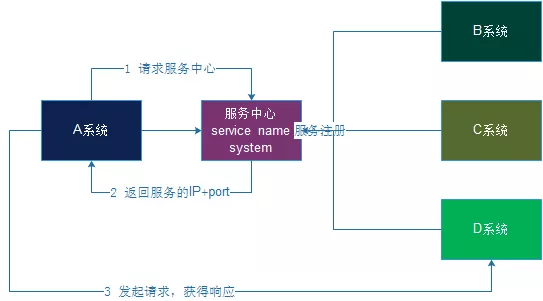 B系统
1 请求服务中心
A系统
服务中心
service name
system
服务注册
C系统
2 返回服务的IP+port
D系统
3 发起请求，获得响应